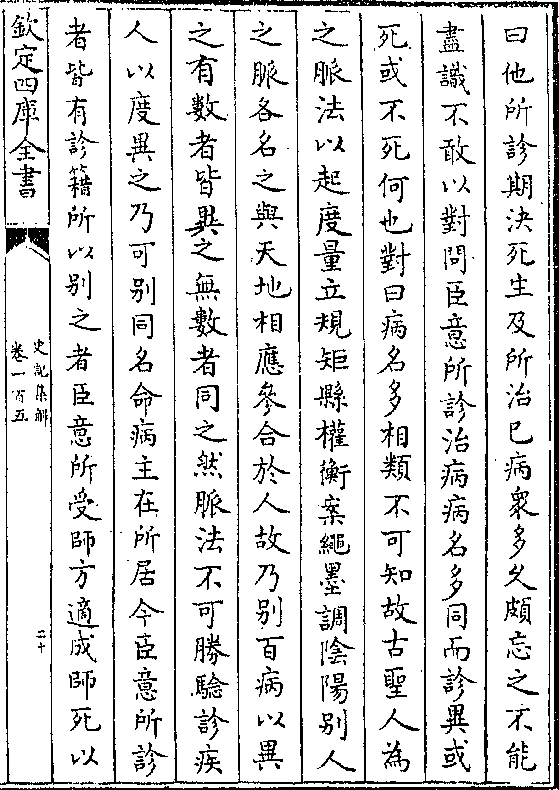 曰他所診期決死生及所治已病衆多久頗忘之不能
盡識不敢以對問臣意所診治病病名多同而診異或
死或不死何也對曰病名多相類不可知故古聖人為
之脈法以起度量立規矩縣權衡案繩墨調陰陽别人
之脈各名之與天地相應參合於人故乃别百病以異
之有數者皆異之無數者同之然脈法不可勝驗診疾
人以度異之乃可别同名命病主在所居今臣意所診
者皆有診籍所以别之者臣意所受師方適成師死以
欽定四庫全書
史記集解
卷一百五
二十